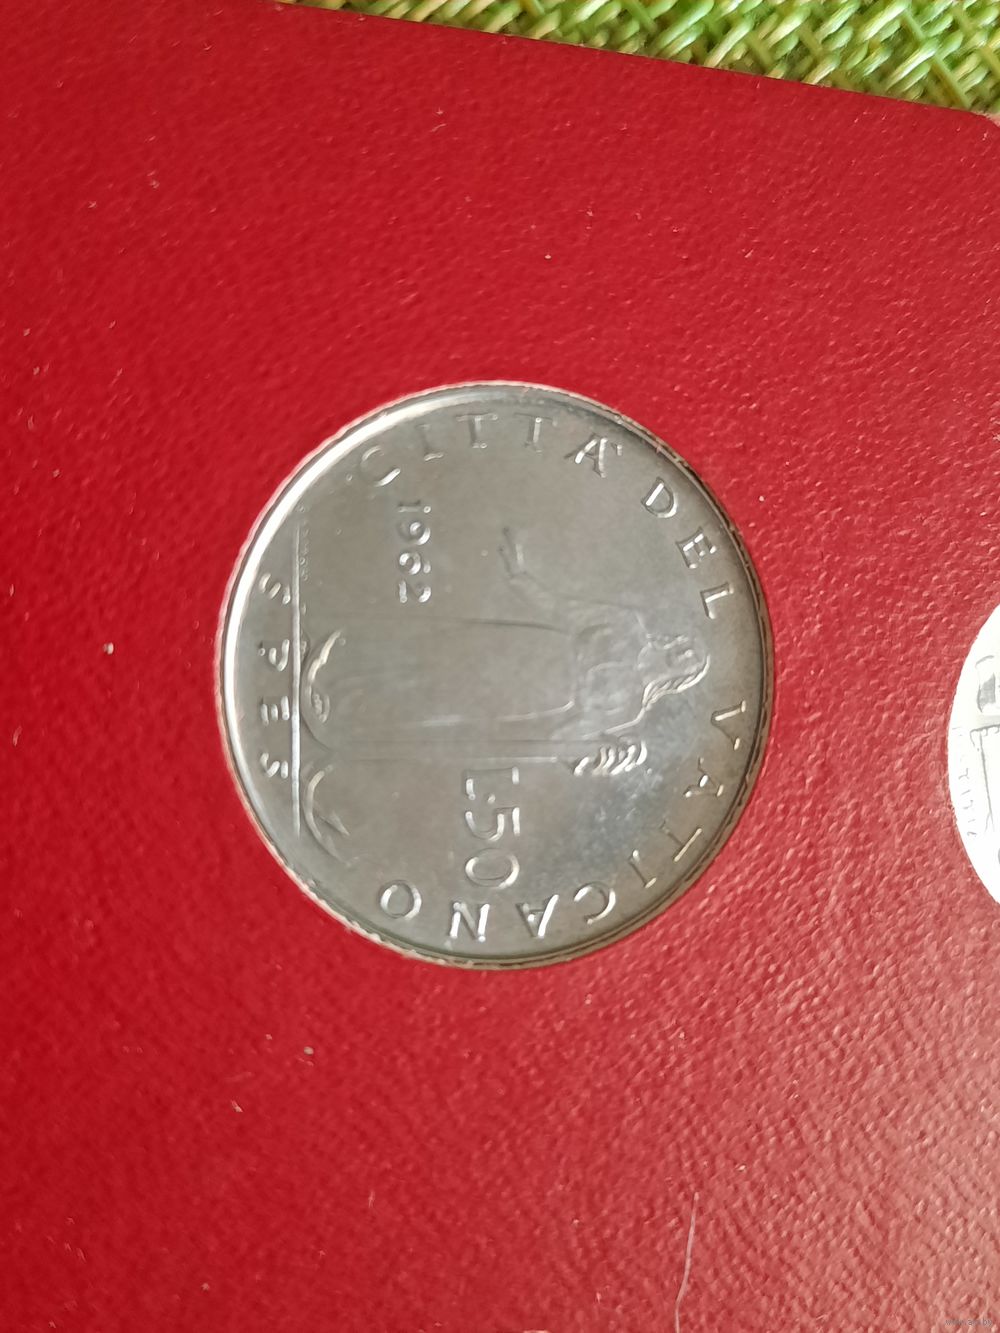 CITTÀ DEL VATICANO
1962
L.50
SPES